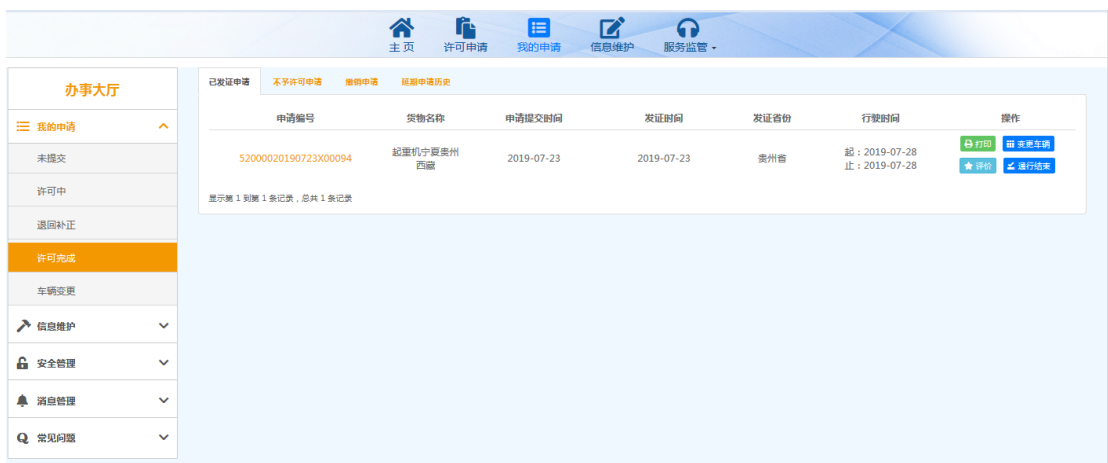 主页 许可申请 我的申请 信息维护 服务监管
办事大厅
我的申请
未提交
许可中
退回补正
许可完成
车辆变更
信息维护
安全管理
消息管理
常见问题
已发证申请 不予许可申请 撤销申请 延期申请历史
申请编号 货物名称 申请提交时间 发证时间 发证省份 行驶时间 操作
52000020190723X00094 起重机宁夏贵州 2019-07-23 2019-07-23 贵州省 起：2019-07-28 打印 变更车辆
西藏 止：2019-07-28 评价 通行结束
显示第 1 到第 1 条记录，总共 1 条记录